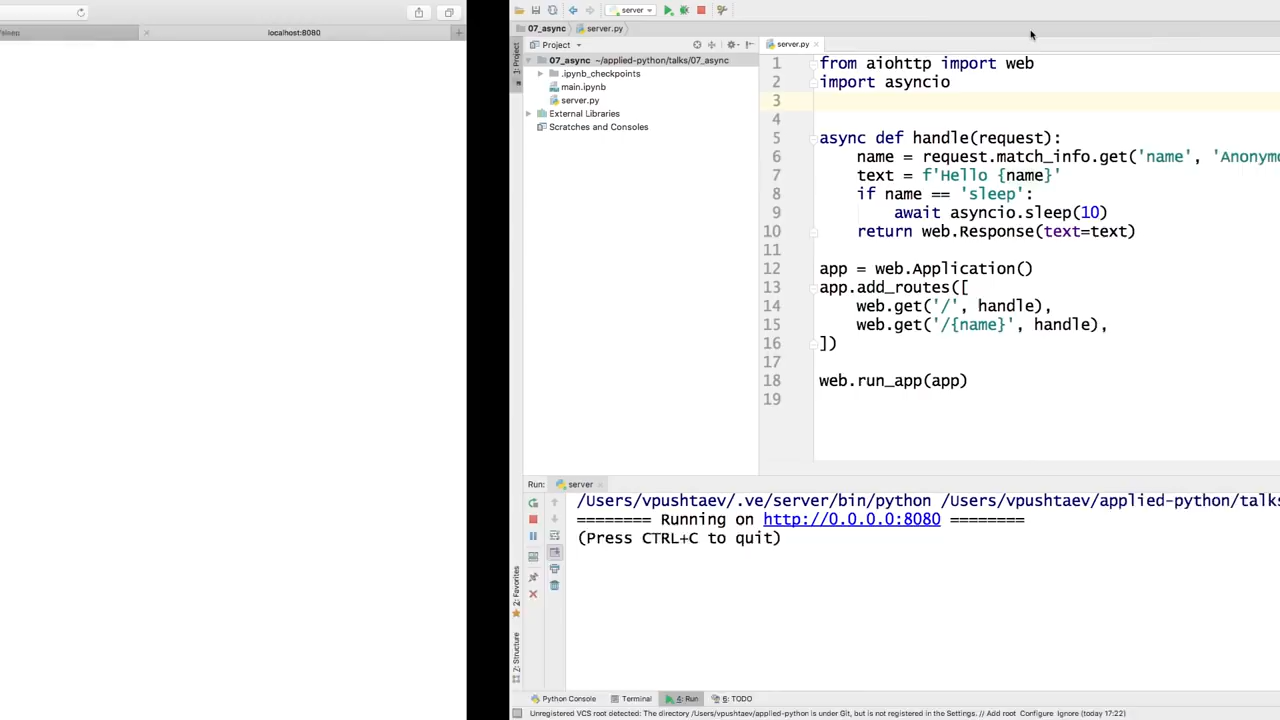 /sleep
localhost:8080
server
07_async
server.py
Project
07_async ~/applied-python/talks/07_async
.ipynb_checkpoints
main.ipynb
server.py
External Libraries
Scratches and Consoles
1: Project
2: Favorites
7: Structure
server.py
1 from aiohttp import web
2 import asyncio
3
4
5 async def handle(request):
6 name = request.match_info.get('name', 'Anonym
7 text = f'Hello {name}'
8 if name == 'sleep':
9 await asyncio.sleep(10)
10 return web.Response(text=text)
11
12 app = web.Application()
13 app.add_routes([
14 web.get('/', handle),
15 web.get('/{name}', handle),
16 ])
17
18 web.run_app(app)
19
Run: server
/Users/vpushtaev/.ve/server/bin/python /Users/vpushtaev/applied-python/talks
======== Running on http://0.0.0.0:8080 ========
(Press CTRL+C to quit)
Python Console
Terminal
4: Run
6: TODO
Unregistered VCS root detected: The directory /Users/vpushtaev/applied-python is under Git, but is not registered in the Settings. // Add root Configure Ignore (today 17:22)